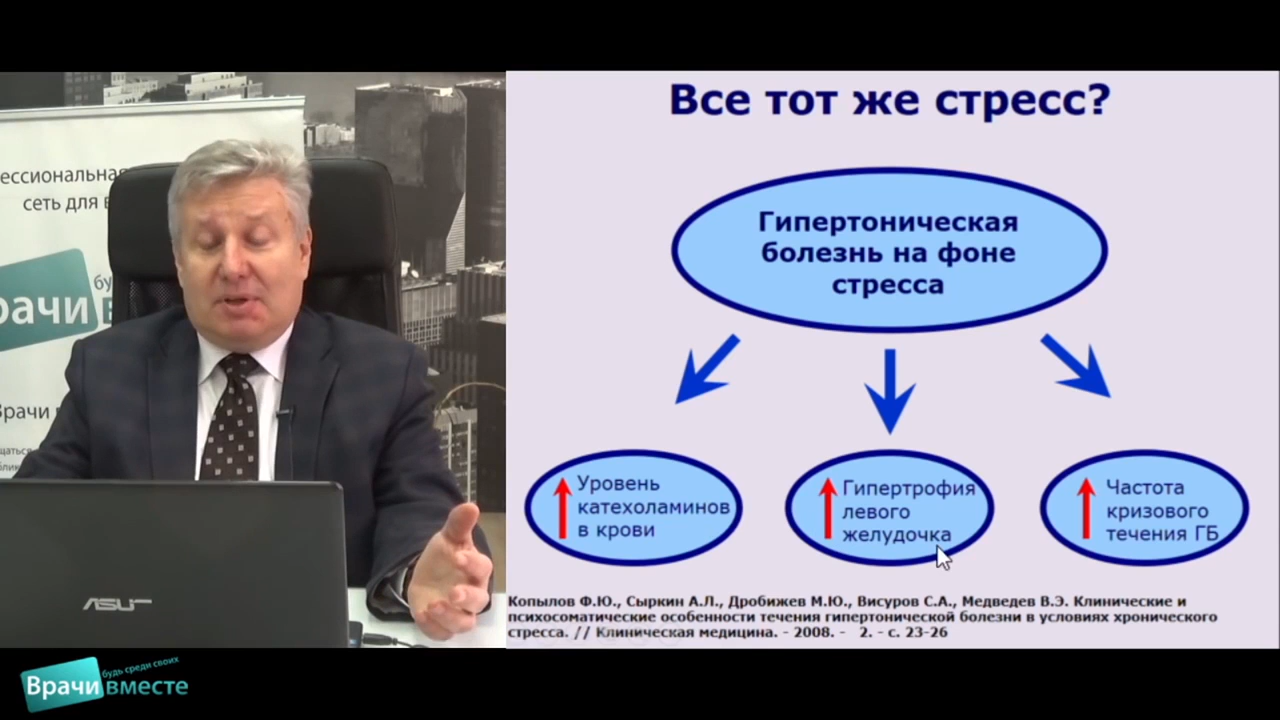 ессиональная
сеть для в
бу
рачи
Врачи
ASUS
Все тот же стресс?
Гипертоническая
болезнь на фоне
стресса
Уровень
катехоламинов
в крови
Гипертрофия
левого
желудочка
Частота
кризового
течения ГБ
Копылов Ф.Ю., Сыркин А.Л., Дробижев М.Ю., Висуров С.А., Медведев В.Э. Клинические и
психосоматические особенности течения гипертонической болезни в условиях хронического
стресса. // Клиническая медицина. - 2008. - 2. - с. 23-26
будь среди своих
Врачи вместе